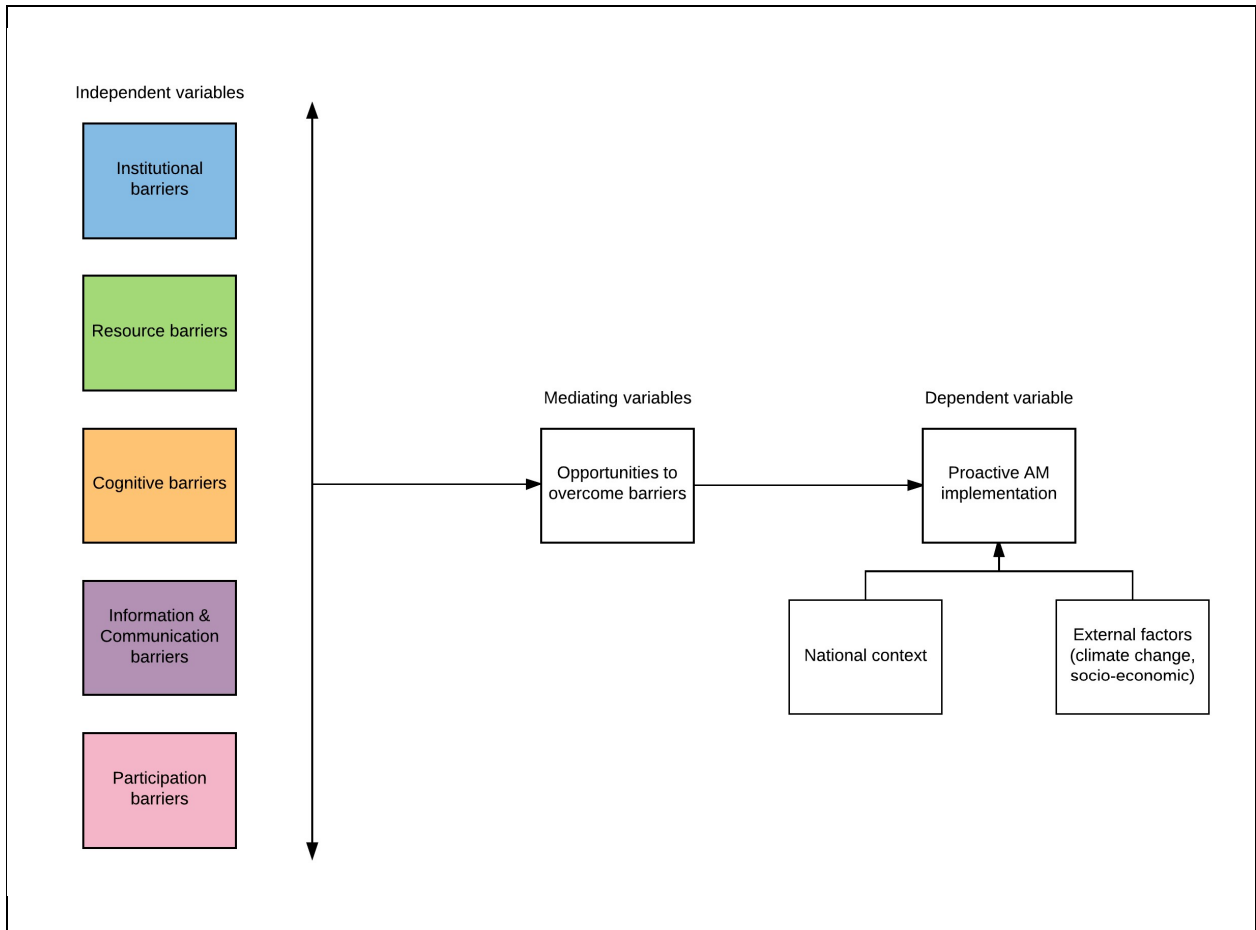 Independent variables
Institutional
barriers
Resource barriers
Cognitive barriers
Information &
Communication
barriers
Participation
barriers
Mediating variables
Opportunities to
overcome barriers
Dependent variable
Proactive AM
implementation
National context
External factors
(climate change,
socio-economic)